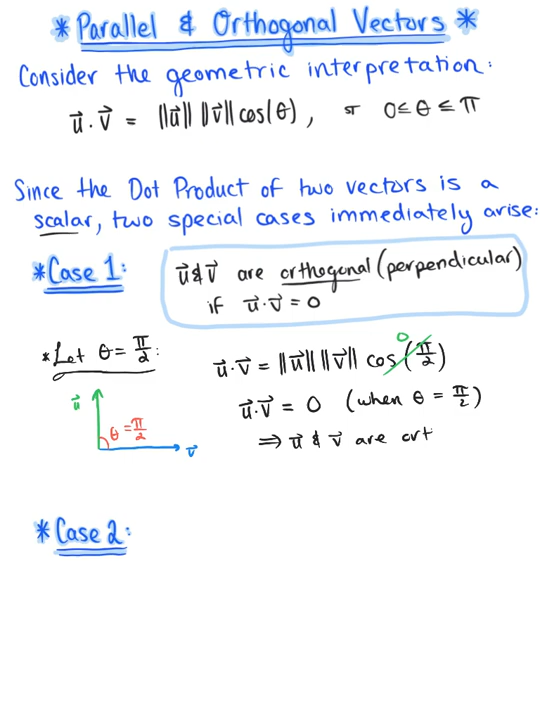 *Parallel & Orthogonal Vectors*
Consider the geometric interpretation:
u⃗·v⃗ = ||u⃗|| ||v⃗|| cos(θ), 0≤θ≤π
Since the Dot Product of two vectors is a
scalar, two special cases immediately arise:
*Case 1:
u⃗&v⃗ are orthogonal (perpendicular)
if u⃗·v⃗ = 0
*Let θ = π/2:
u⃗·v⃗ = ||u⃗|| ||v⃗|| cos(π/2) 0
u⃗·v⃗ = 0 (when θ = π/2)
⇒ u⃗ & v⃗ are ort
u⃗
θ = π/2
v⃗
*Case 2: